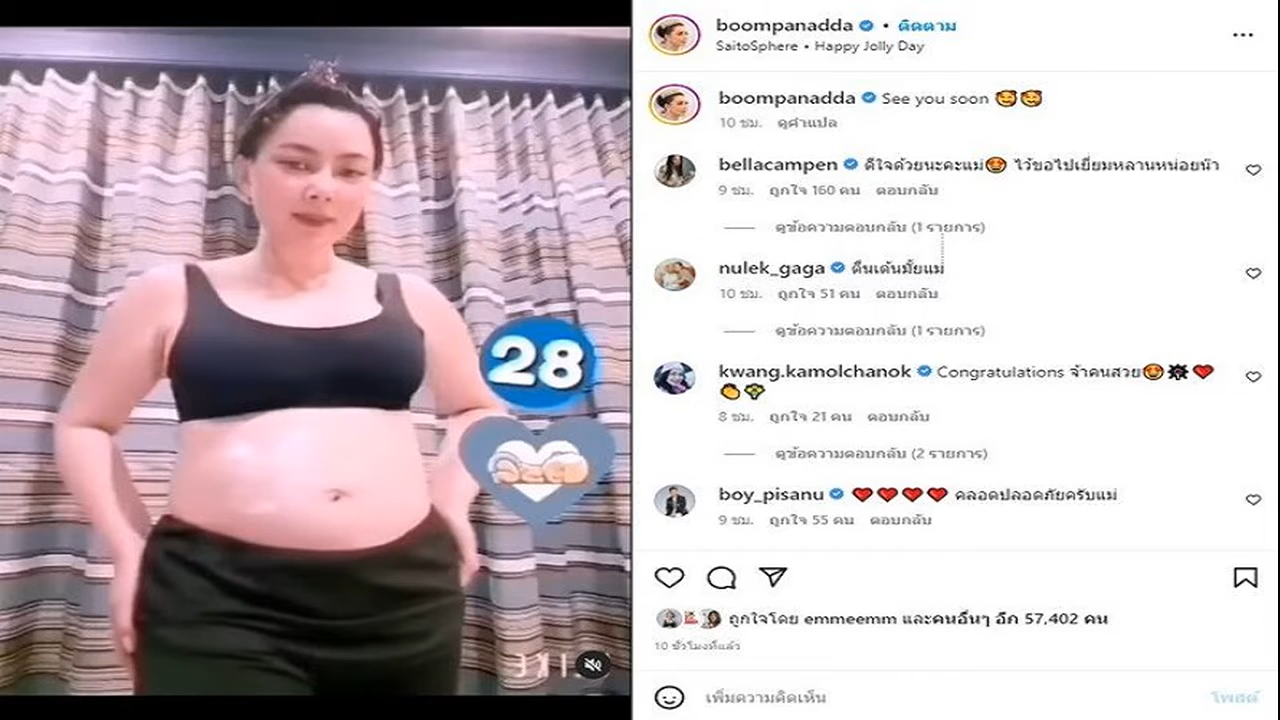 28
boompanadda • ติดตาม
SaitoSphere • Happy Jolly Day
boompanadda See you soon 🥰🥰
10 ชม. ดูคำแปล
bellacampen ดีใจด้วยนะคะแม่🤩 ไว้ขอไปเยี่ยมหลานหน่อยน๊า
9 ชม. ถูกใจ 160 คน ตอบกลับ
ดูข้อความตอบกลับ (1 รายการ)
nulek_gaga ตื่นเต้นมั้ยแม่
10 ชม. ถูกใจ 51 คน ตอบกลับ
ดูข้อความตอบกลับ (1 รายการ)
kwang.kamolchanok Congratulations จ้าคนสวย🤩💥❤️
👏💐
8 ชม. ถูกใจ 21 คน ตอบกลับ
ดูข้อความตอบกลับ (2 รายการ)
boy_pisanu ❤️❤️❤️❤️ คลอดปลอดภัยครับแม่
9 ชม. ถูกใจ 55 คน ตอบกลับ
ถูกใจโดย emmeemm และคนอื่นๆ อีก 57,402 คน
10 ชั่วโมงที่แล้ว
เพิ่มความคิดเห็น
โพสต์